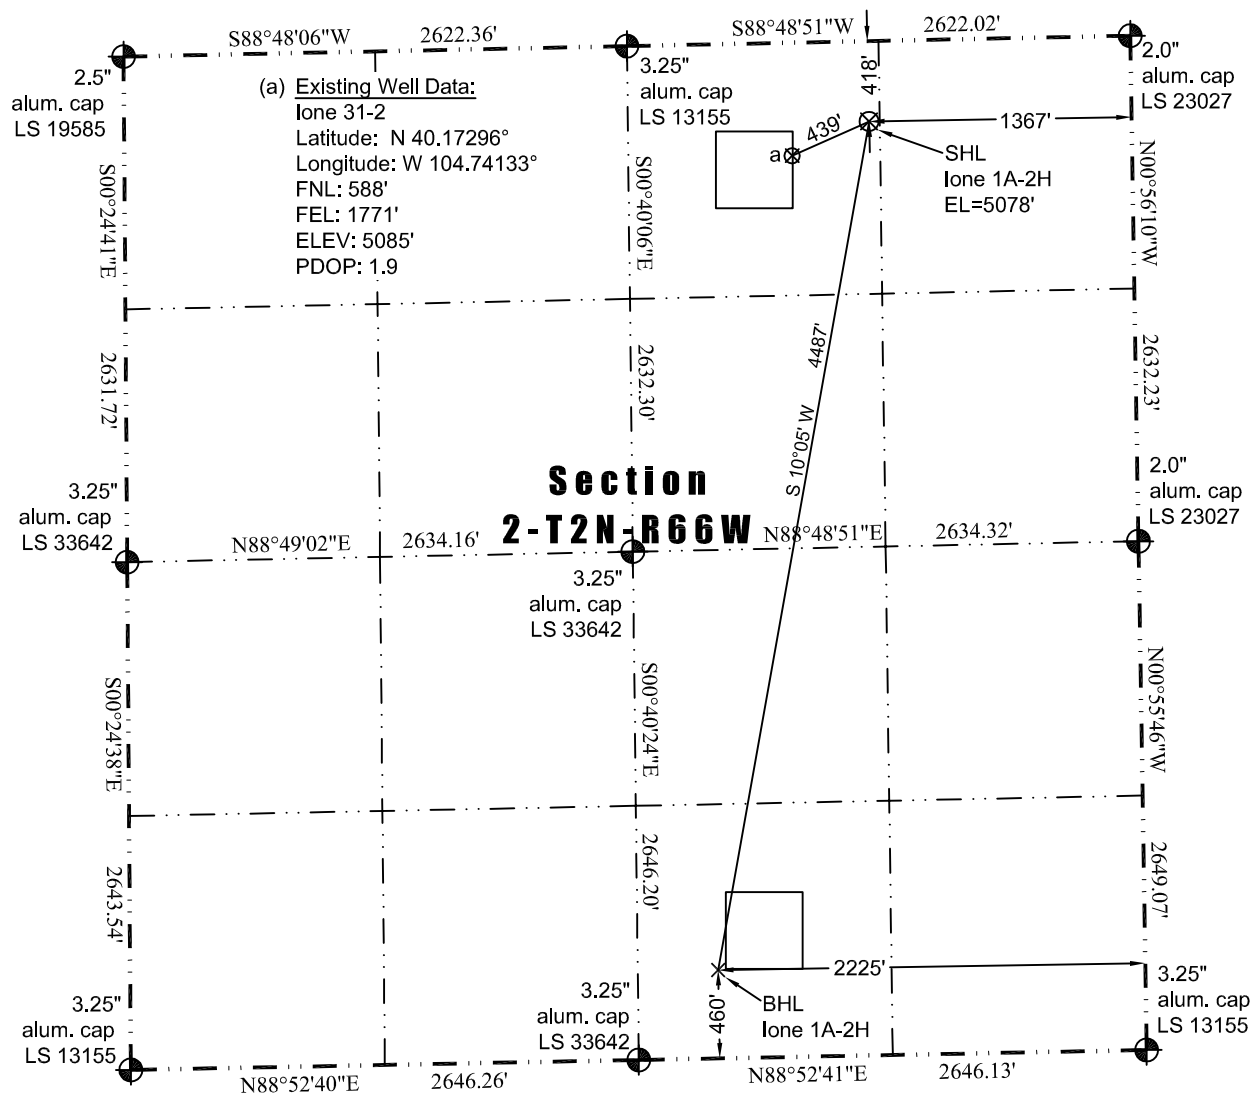 S88°48'06"W 2622.36' S88°48'51"W 2622.02'
2.5"
alum. cap
LS 19585
(a) Existing Well Data:
Ione 31-2
Latitude: N 40.17296°
Longitude: W 104.74133°
FNL: 588'
FEL: 1771'
ELEV: 5085'
PDOP: 1.9
3.25"
alum. cap
LS 13155
418'
2.0"
alum. cap
LS 23027
439'
a
1367'
SHL
Ione 1A-2H
EL=5078'
S00°24'41"E
S00°40'06"E
N00°56'10"W
2631.72'
2632.30'
2632.23'
4487'
S 10°05' W
Section
2-T2N-R66W
3.25"
alum. cap
LS 33642
2.0"
alum. cap
LS 23027
N88°49'02"E 2634.16' N88°48'51"E 2634.32'
3.25"
alum. cap
LS 33642
S00°24'38"E
S00°40'24"E
N00°55'46"W
2643.54'
2646.20'
2649.07'
2225'
460'
BHL
Ione 1A-2H
3.25"
alum. cap
LS 13155
3.25"
alum. cap
LS 33642
3.25"
alum. cap
LS 13155
N88°52'40"E 2646.26' N88°52'41"E 2646.13'